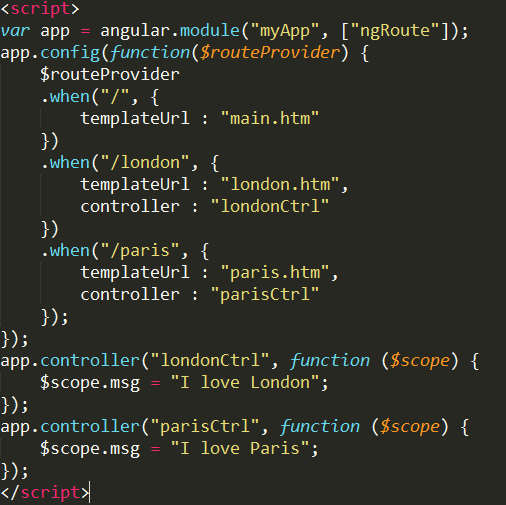 <script>
var app = angular.module("myApp", ["ngRoute"]);
app.config(function($routeProvider) {
    $routeProvider
    .when("/", {
        templateUrl : "main.htm"
    })
    .when("/london", {
        templateUrl : "london.htm",
        controller : "londonCtrl"
    })
    .when("/paris", {
        templateUrl : "paris.htm",
        controller : "parisCtrl"
    });
});
app.controller("londonCtrl", function ($scope) {
    $scope.msg = "I love London";
});
app.controller("parisCtrl", function ($scope) {
    $scope.msg = "I love Paris";
});
</script>